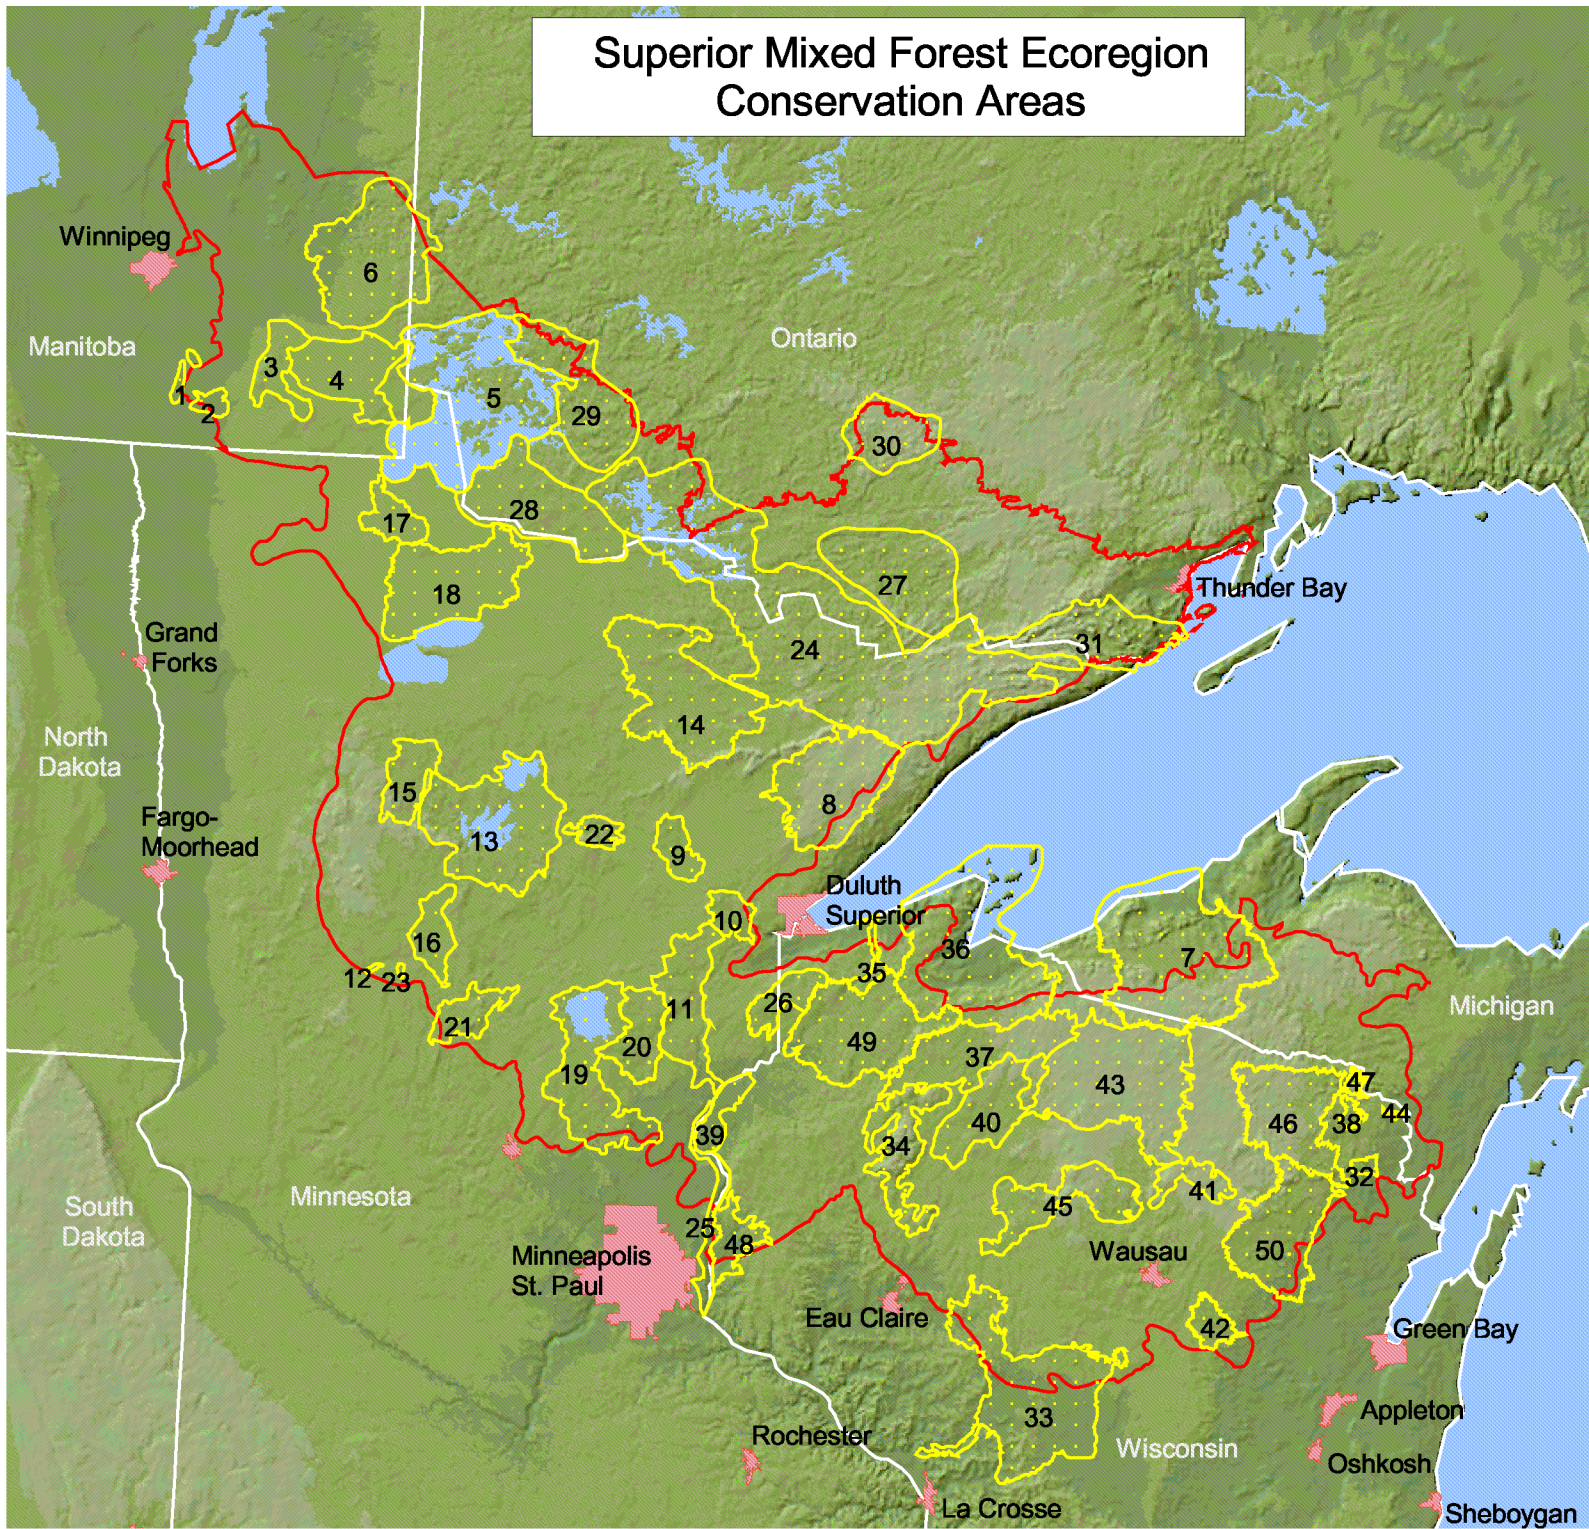 Superior Mixed Forest Ecoregion
Conservation Areas
Winnipeg
6
Manitoba
Ontario
3
4
5
1
2
29
30
28
17
27
18
Thunder Bay
Grand
Forks
24
31
14
North
Dakota
15
8
Fargo-
Moorhead
13
22
9
Duluth
Superior
10
16
36
7
12
23
35
Michigan
21
11
26
20
49
37
19
43
47
39
40
46
38
44
34
32
Minnesota
South
Dakota
45
41
25
48
50
Wausau
Minneapolis
St. Paul
Eau Claire
42
Green Bay
33
Appleton
Rochester
Wisconsin
Oshkosh
La Crosse
Sheboygan